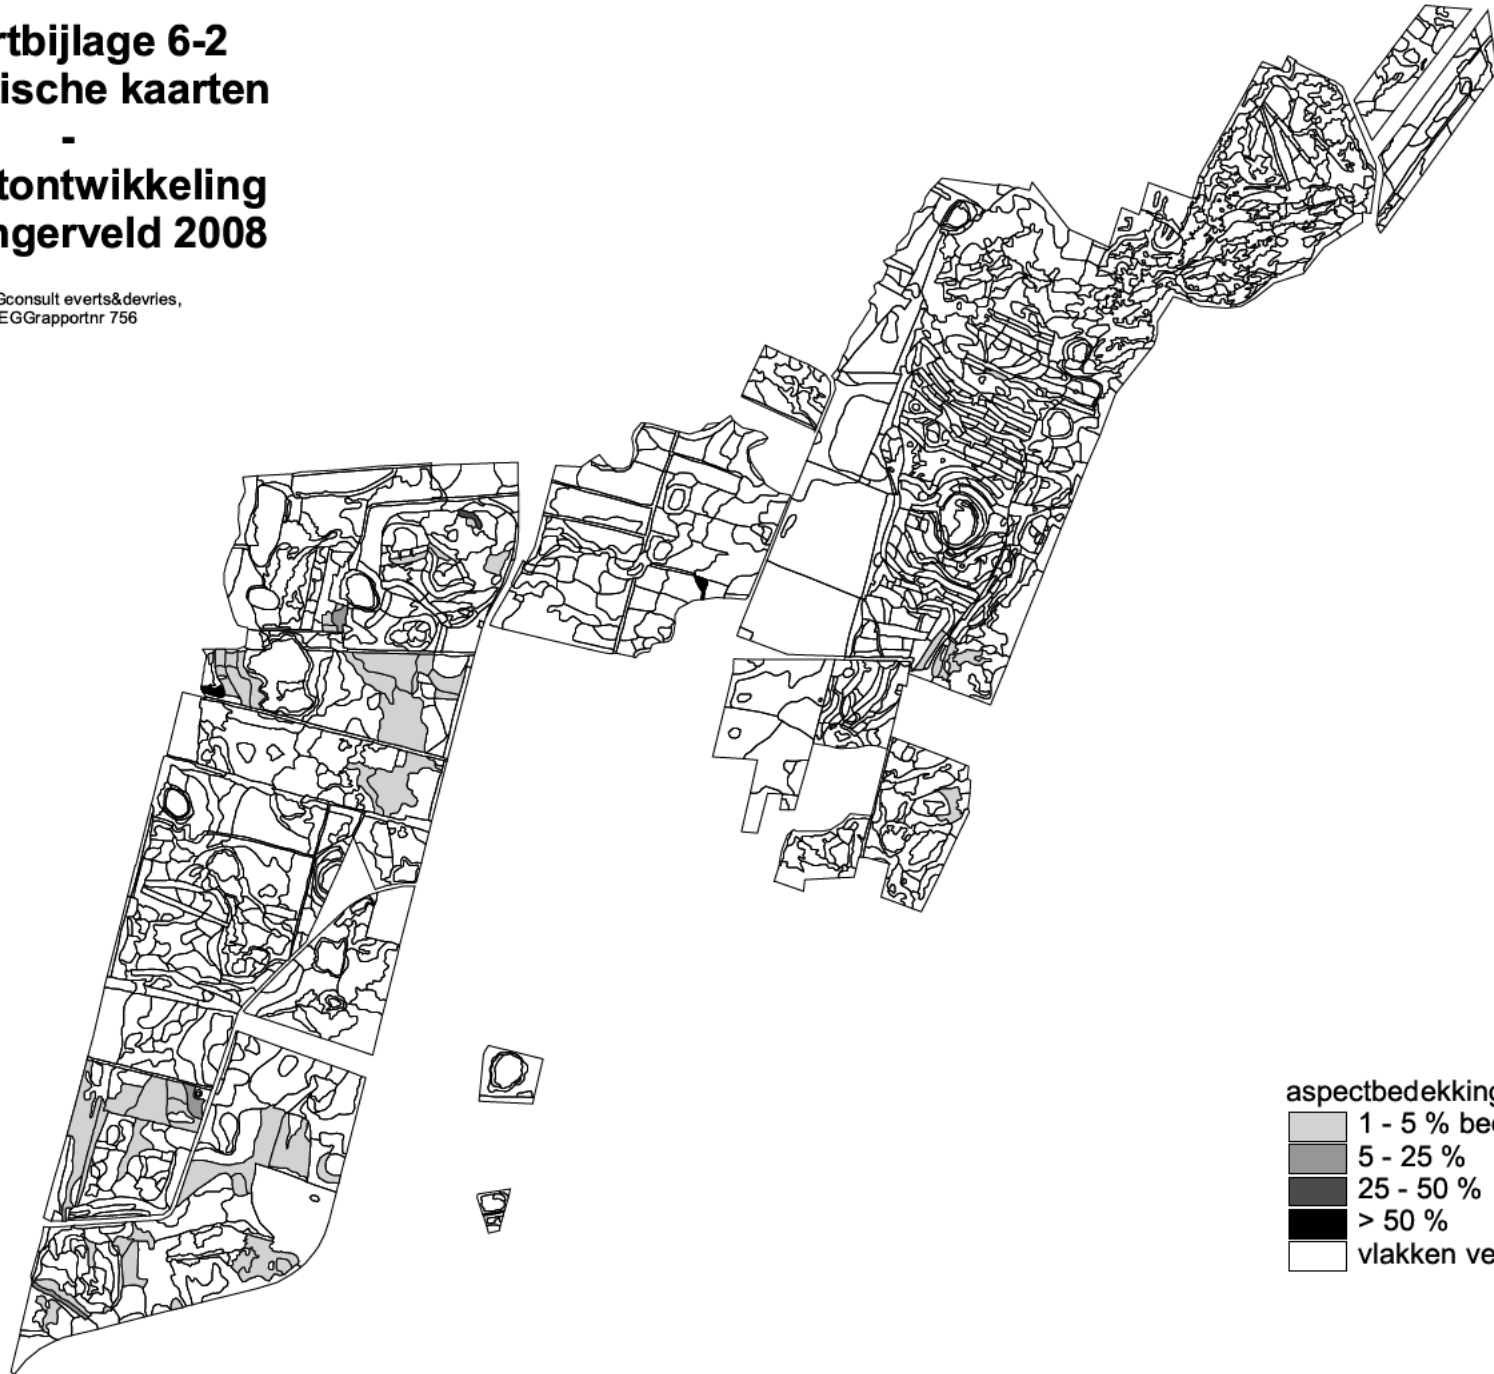 rtbijlage 6-2
ische kaarten
-
tontwikkeling
ngerveld 2008
Gconsult everts&devries,
EGGrapportnr 756
aspectbedekking
1 - 5 % bed
5 - 25 %
25 - 50 %
> 50 %
vlakken ve